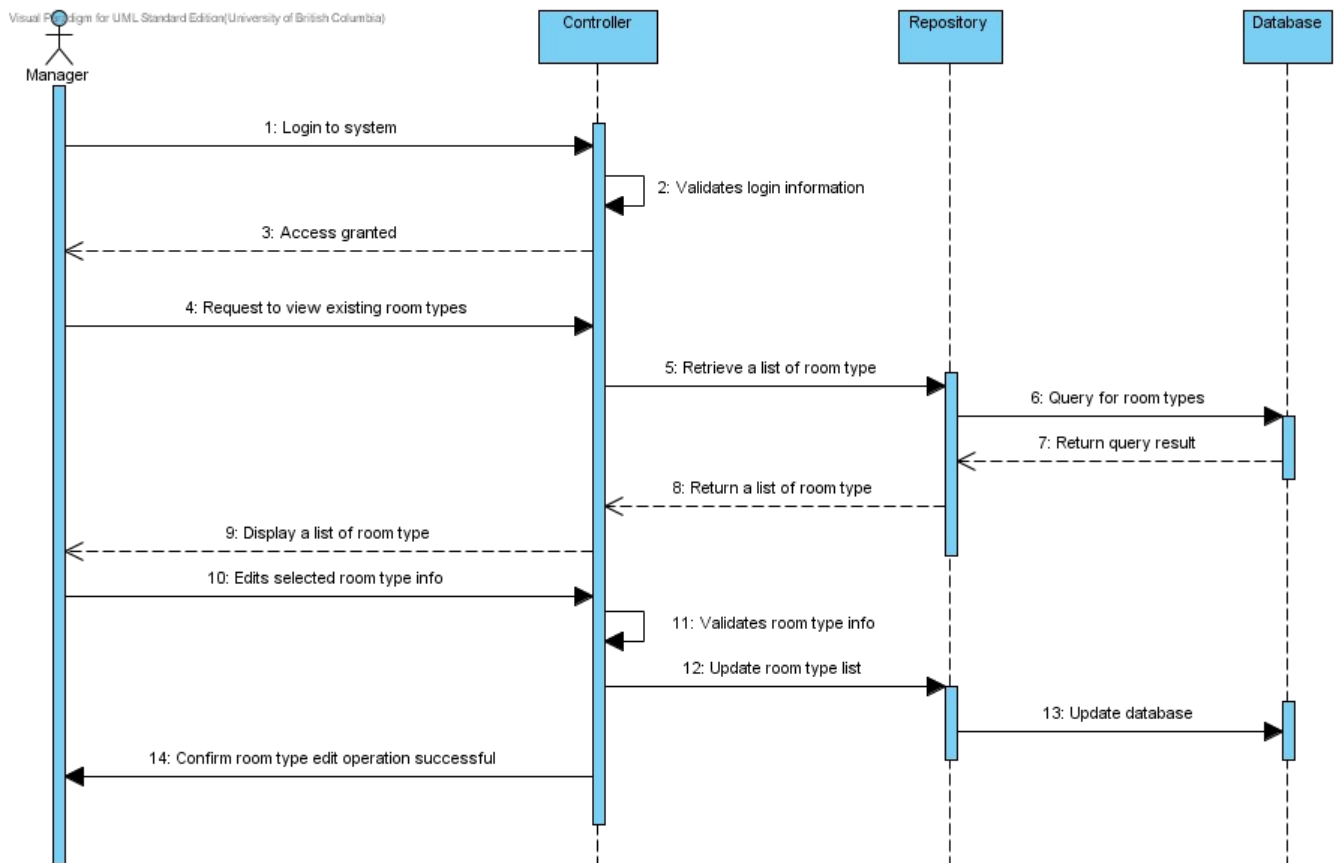 Visual Paradigm for UML Standard Edition(University of British Columbia)
Manager
Controller
Repository
Database
1: Login to system
2: Validates login information
3: Access granted
4: Request to view existing room types
5: Retrieve a list of room type
6: Query for room types
7: Return query result
8: Return a list of room type
9: Display a list of room type
10: Edits selected room type info
11: Validates room type info
12: Update room type list
13: Update database
14: Confirm room type edit operation successful